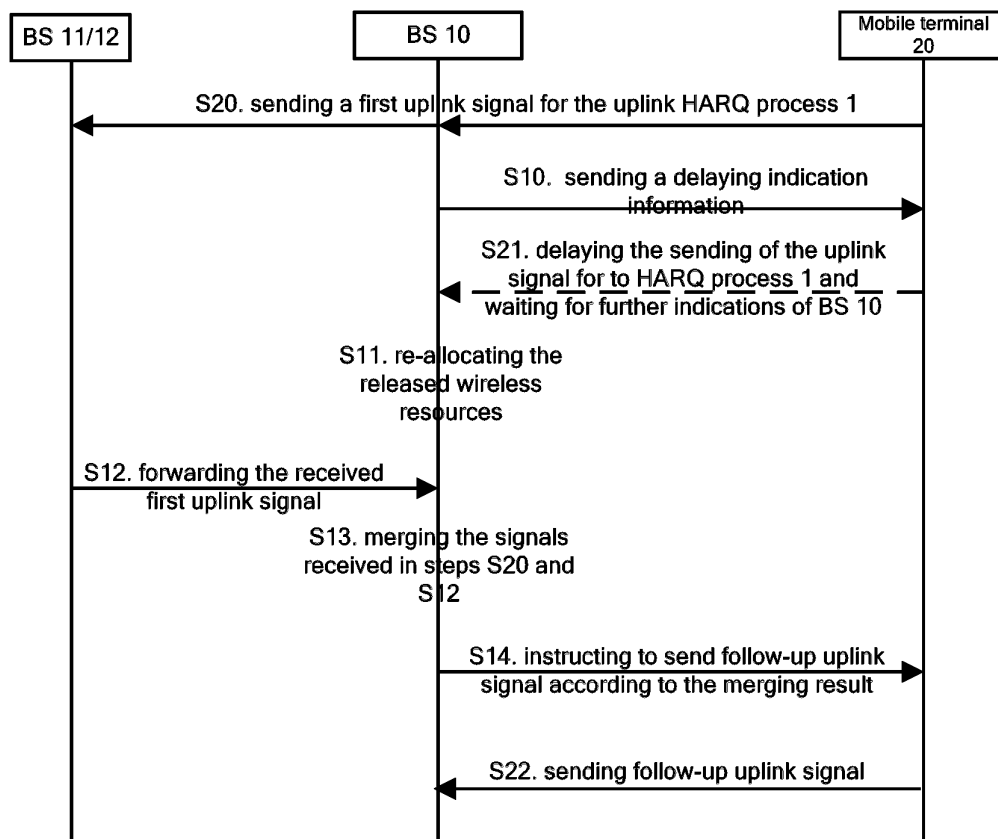 BS 11/12
BS 10
Mobile terminal
20
S20. sending a first uplink signal for the uplink HARQ process 1
S10. sending a delaying indication
information
S21. delaying the sending of the uplink
signal for to HARQ process 1 and
waiting for further indications of BS 10
S11. re-allocating the
released wireless
resources
S12. forwarding the received
first uplink signal
S13. merging the signals
received in steps S20 and
S12
S14. instructing to send follow-up uplink
signal according to the merging result
S22. sending follow-up uplink signal